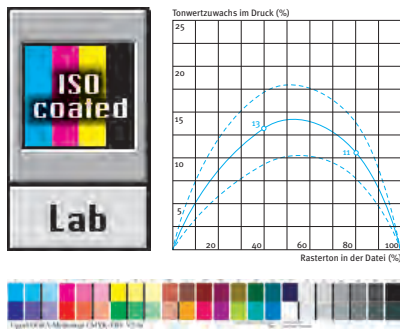 ISO
coated
Lab
Tonwertzuwachs im Druck (%)
25
20
15
10
5
13
11
20
40
60
80
100
Rasterton in der Datei (%)